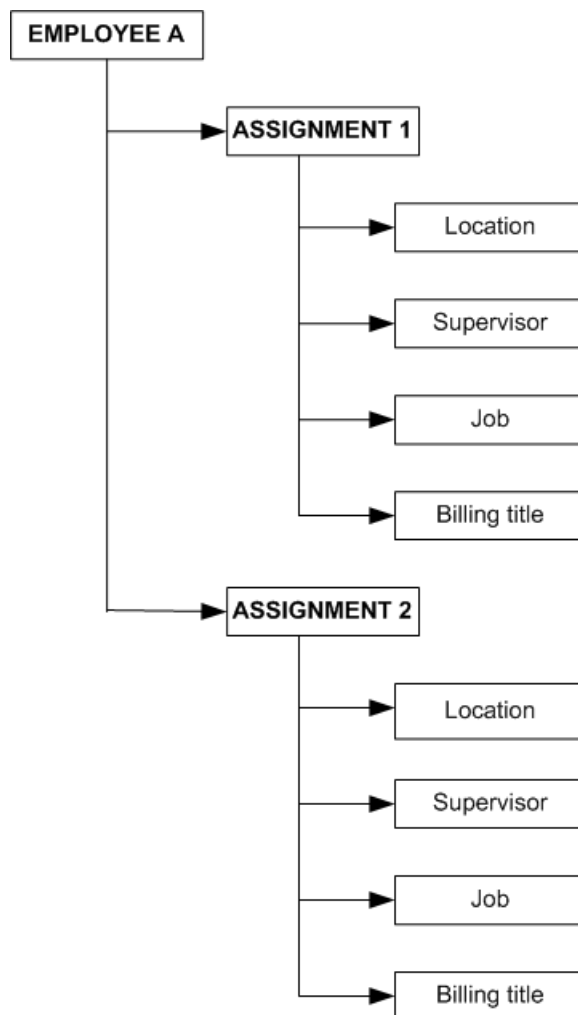 EMPLOYEE A
ASSIGNMENT 1
Location
Supervisor
Job
Billing title
ASSIGNMENT 2
Location
Supervisor
Job
Billing title